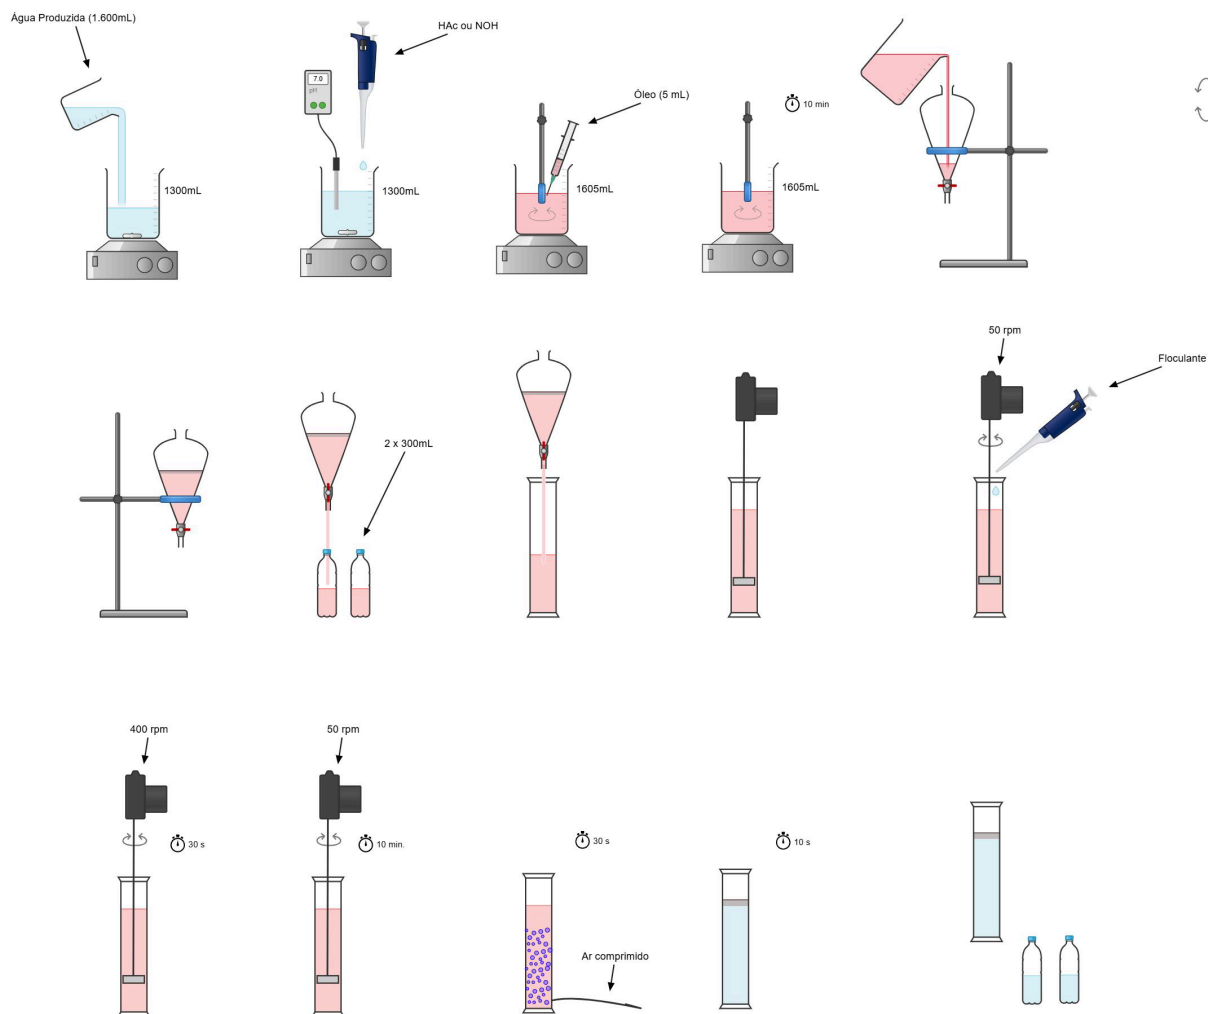 Água Produzida (1.600mL)
HAc ou NOH
7.0
pH
Óleo (5 mL)
10 min
1300mL
1300mL
1605mL
1605mL
50 rpm
Floculante
2 x 300mL
400 rpm
50 rpm
30 s
10 min.
30 s
10 s
Ar comprimido